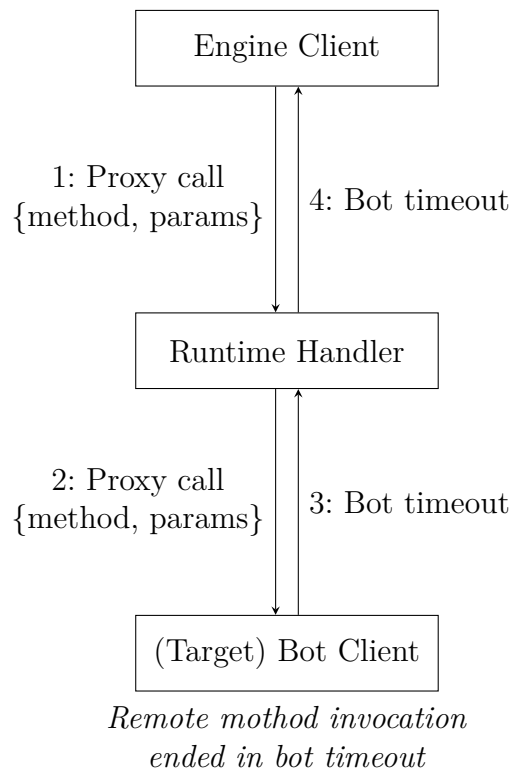 Engine Client
1: Proxy call
{method, params}
4: Bot timeout
Runtime Handler
2: Proxy call
{method, params}
3: Bot timeout
(Target) Bot Client
Remote mothod invocation
ended in bot timeout